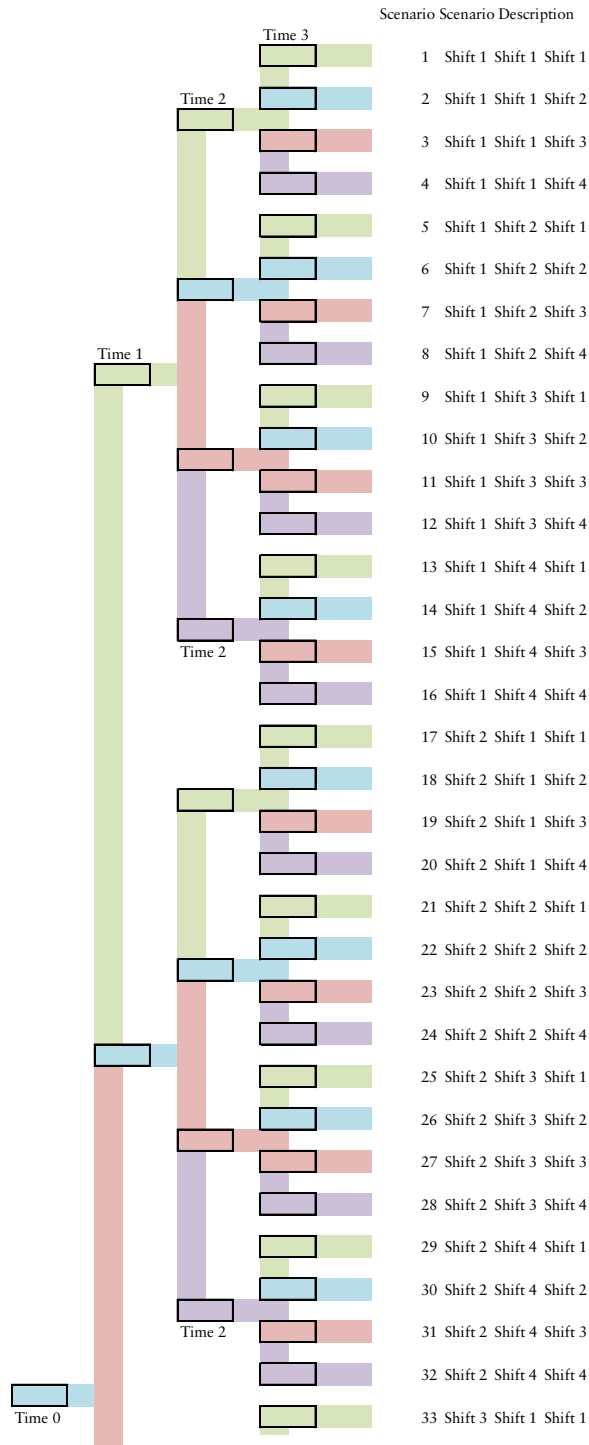 Scenario Scenario Description
Time 3
1 Shift 1 Shift 1 Shift 1
Time 2
2 Shift 1 Shift 1 Shift 2
3 Shift 1 Shift 1 Shift 3
4 Shift 1 Shift 1 Shift 4
5 Shift 1 Shift 2 Shift 1
6 Shift 1 Shift 2 Shift 2
7 Shift 1 Shift 2 Shift 3
Time 1
8 Shift 1 Shift 2 Shift 4
9 Shift 1 Shift 3 Shift 1
10 Shift 1 Shift 3 Shift 2
11 Shift 1 Shift 3 Shift 3
12 Shift 1 Shift 3 Shift 4
13 Shift 1 Shift 4 Shift 1
14 Shift 1 Shift 4 Shift 2
Time 2
15 Shift 1 Shift 4 Shift 3
16 Shift 1 Shift 4 Shift 4
17 Shift 2 Shift 1 Shift 1
18 Shift 2 Shift 1 Shift 2
19 Shift 2 Shift 1 Shift 3
20 Shift 2 Shift 1 Shift 4
21 Shift 2 Shift 2 Shift 1
22 Shift 2 Shift 2 Shift 2
23 Shift 2 Shift 2 Shift 3
24 Shift 2 Shift 2 Shift 4
25 Shift 2 Shift 3 Shift 1
26 Shift 2 Shift 3 Shift 2
27 Shift 2 Shift 3 Shift 3
28 Shift 2 Shift 3 Shift 4
29 Shift 2 Shift 4 Shift 1
30 Shift 2 Shift 4 Shift 2
Time 2
31 Shift 2 Shift 4 Shift 3
32 Shift 2 Shift 4 Shift 4
Time 0
33 Shift 3 Shift 1 Shift 1